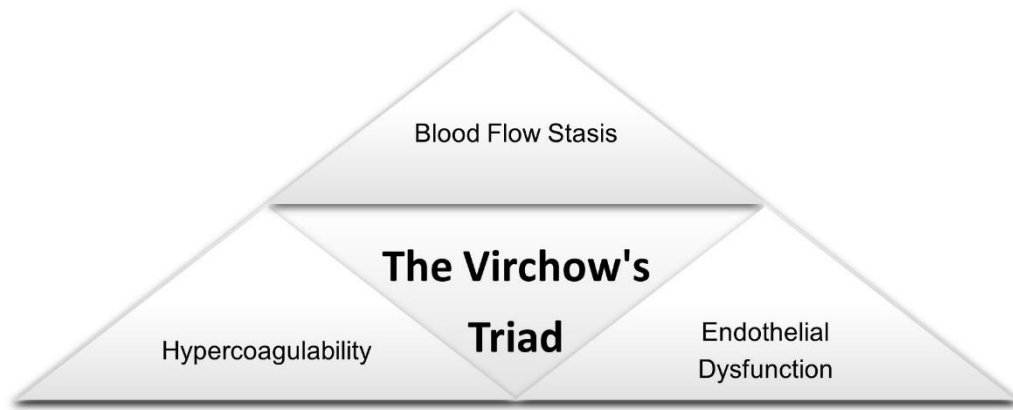 Blood Flow Stasis
The Virchow's
Triad
Hypercoagulability
Endothelial
Dysfunction